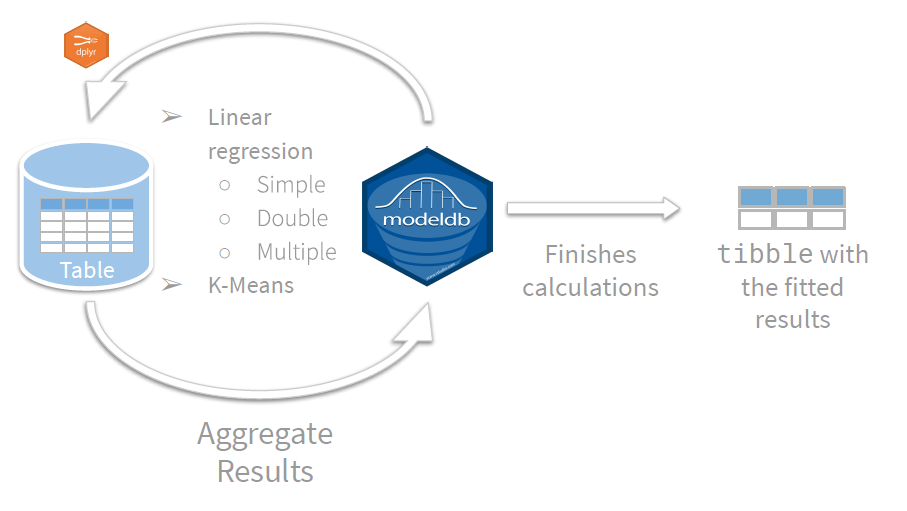 dplyr
➢ Linear
regression
○ Simple
○ Double
○ Multiple
➢ K-Means
Table
modeldb
Finishes
calculations
tibble with
the fitted
results
Aggregate
Results